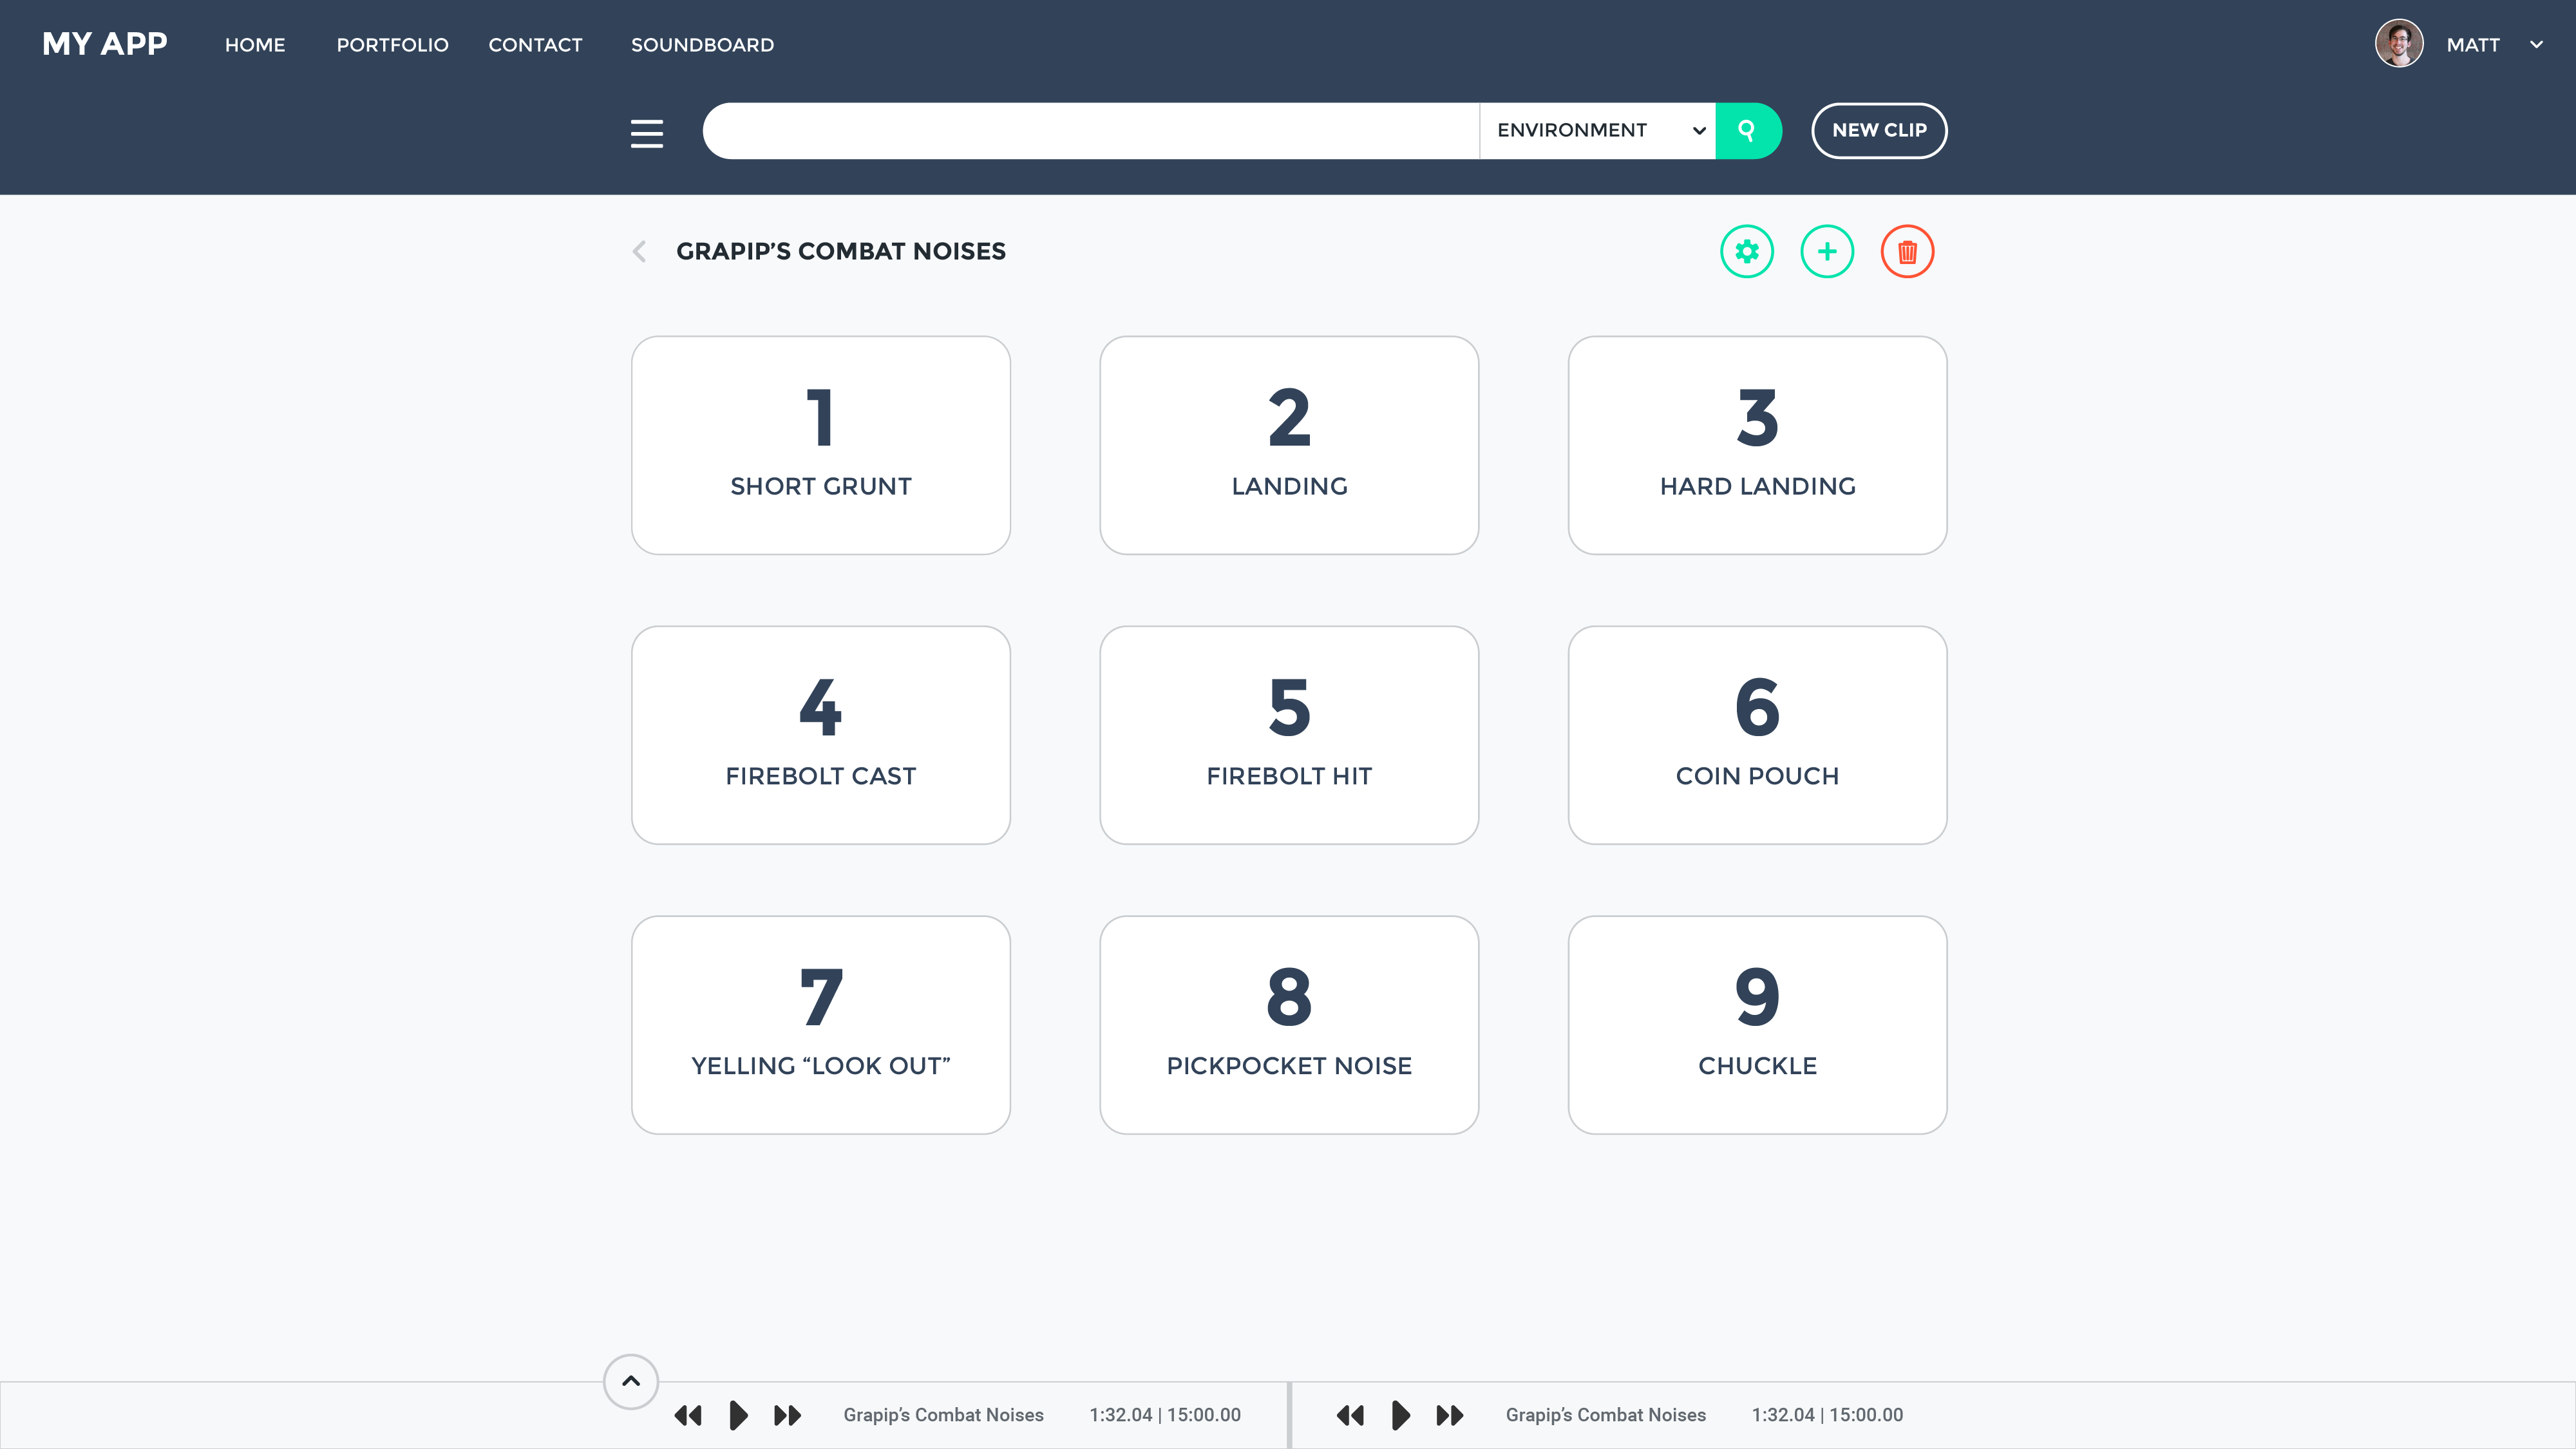 MY APP HOME PORTFOLIO CONTACT SOUNDBOARD MATT
ENVIRONMENT NEW CLIP
GRAPIP’S COMBAT NOISES
1 2 3
SHORT GRUNT LANDING HARD LANDING
4 5 6
FIREBOLT CAST FIREBOLT HIT COIN POUCH
7 8 9
YELLING “LOOK OUT” PICKPOCKET NOISE CHUCKLE
Grapip’s Combat Noises 1:32.04 | 15:00.00 Grapip’s Combat Noises 1:32.04 | 15:00.00